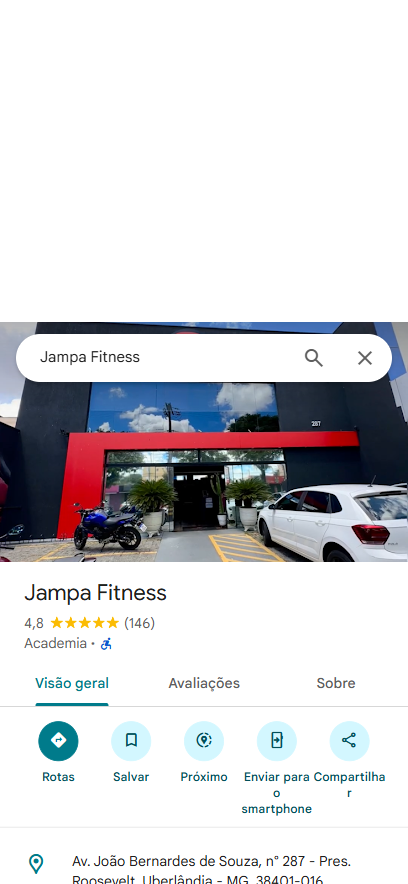 Jampa Fitness
287
Jampa Fitness
4,8 (146)
Academia ·
Visão geral Avaliações Sobre
Rotas Salvar Próximo Enviar para o smartphone Compartilhar
Av. João Bernardes de Souza, n° 287 - Pres.
Roosevelt, Uberlândia - MG, 38401-016